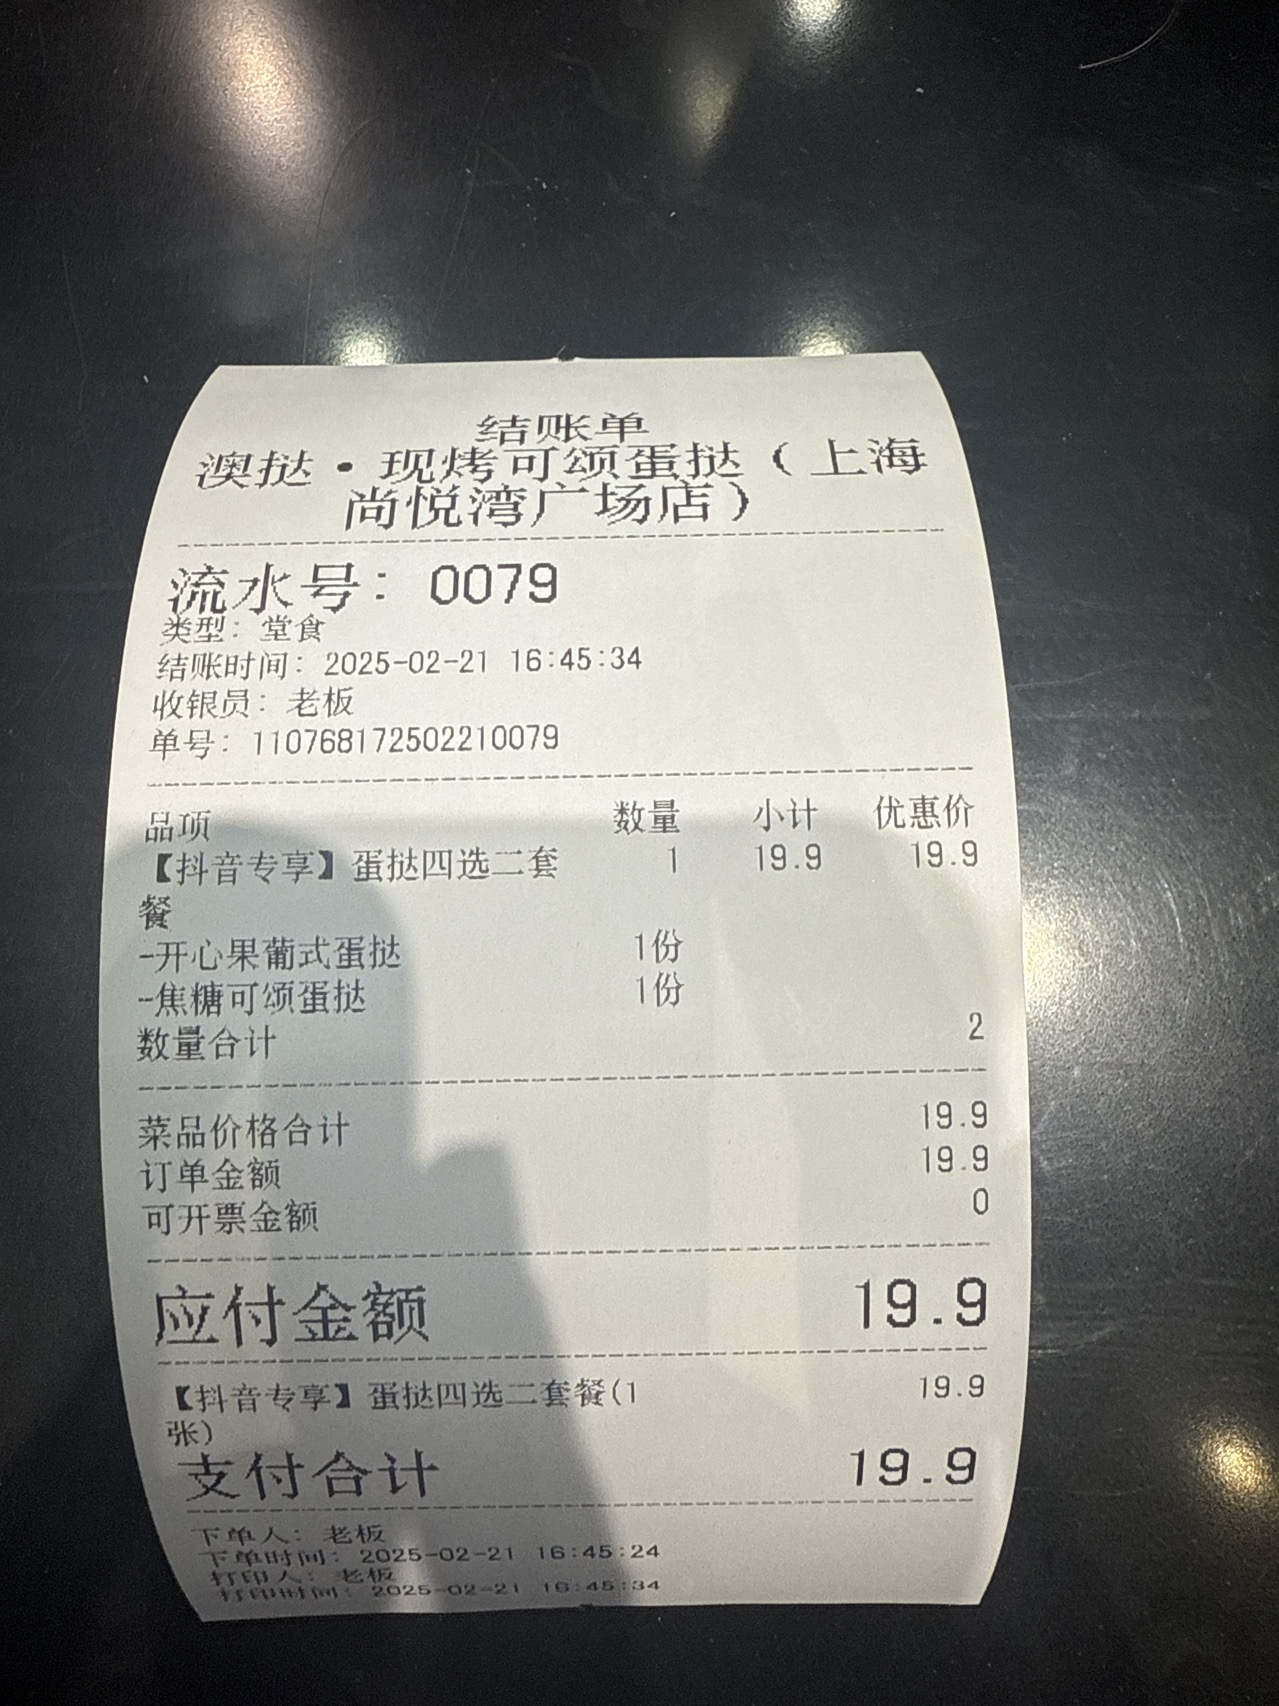 结账单
澳挞·现烤可颂蛋挞（上海
尚悦湾广场店）
流水号：0079
类型：堂食
结账时间：2025-02-21 16:45:34
收银员：老板
单号：110768172502210079
品项 数量 小计 优惠价
【抖音专享】蛋挞四选二套 1 19.9 19.9
餐
-开心果葡式蛋挞 1份
-焦糖可颂蛋挞 1份
数量合计 2
菜品价格合计 19.9
订单金额 19.9
可开票金额 0
应付金额 19.9
【抖音专享】蛋挞四选二套餐(1 19.9
张)
支付合计 19.9
下单人：老板
下单时间：2025-02-21 16:45:24
打印人：老板
打印时间：2025-02-21 16:45:34